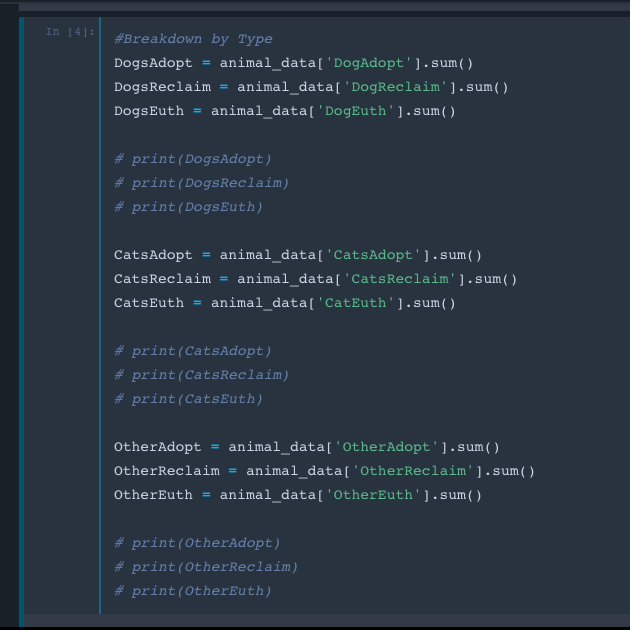 In [4]:
#Breakdown by Type
DogsAdopt = animal_data['DogAdopt'].sum()
DogsReclaim = animal_data['DogReclaim'].sum()
DogsEuth = animal_data['DogEuth'].sum()
# print(DogsAdopt)
# print(DogsReclaim)
# print(DogsEuth)
CatsAdopt = animal_data['CatsAdopt'].sum()
CatsReclaim = animal_data['CatsReclaim'].sum()
CatsEuth = animal_data['CatEuth'].sum()
# print(CatsAdopt)
# print(CatsReclaim)
# print(CatsEuth)
OtherAdopt = animal_data['OtherAdopt'].sum()
OtherReclaim = animal_data['OtherReclaim'].sum()
OtherEuth = animal_data['OtherEuth'].sum()
# print(OtherAdopt)
# print(OtherReclaim)
# print(OtherEuth)